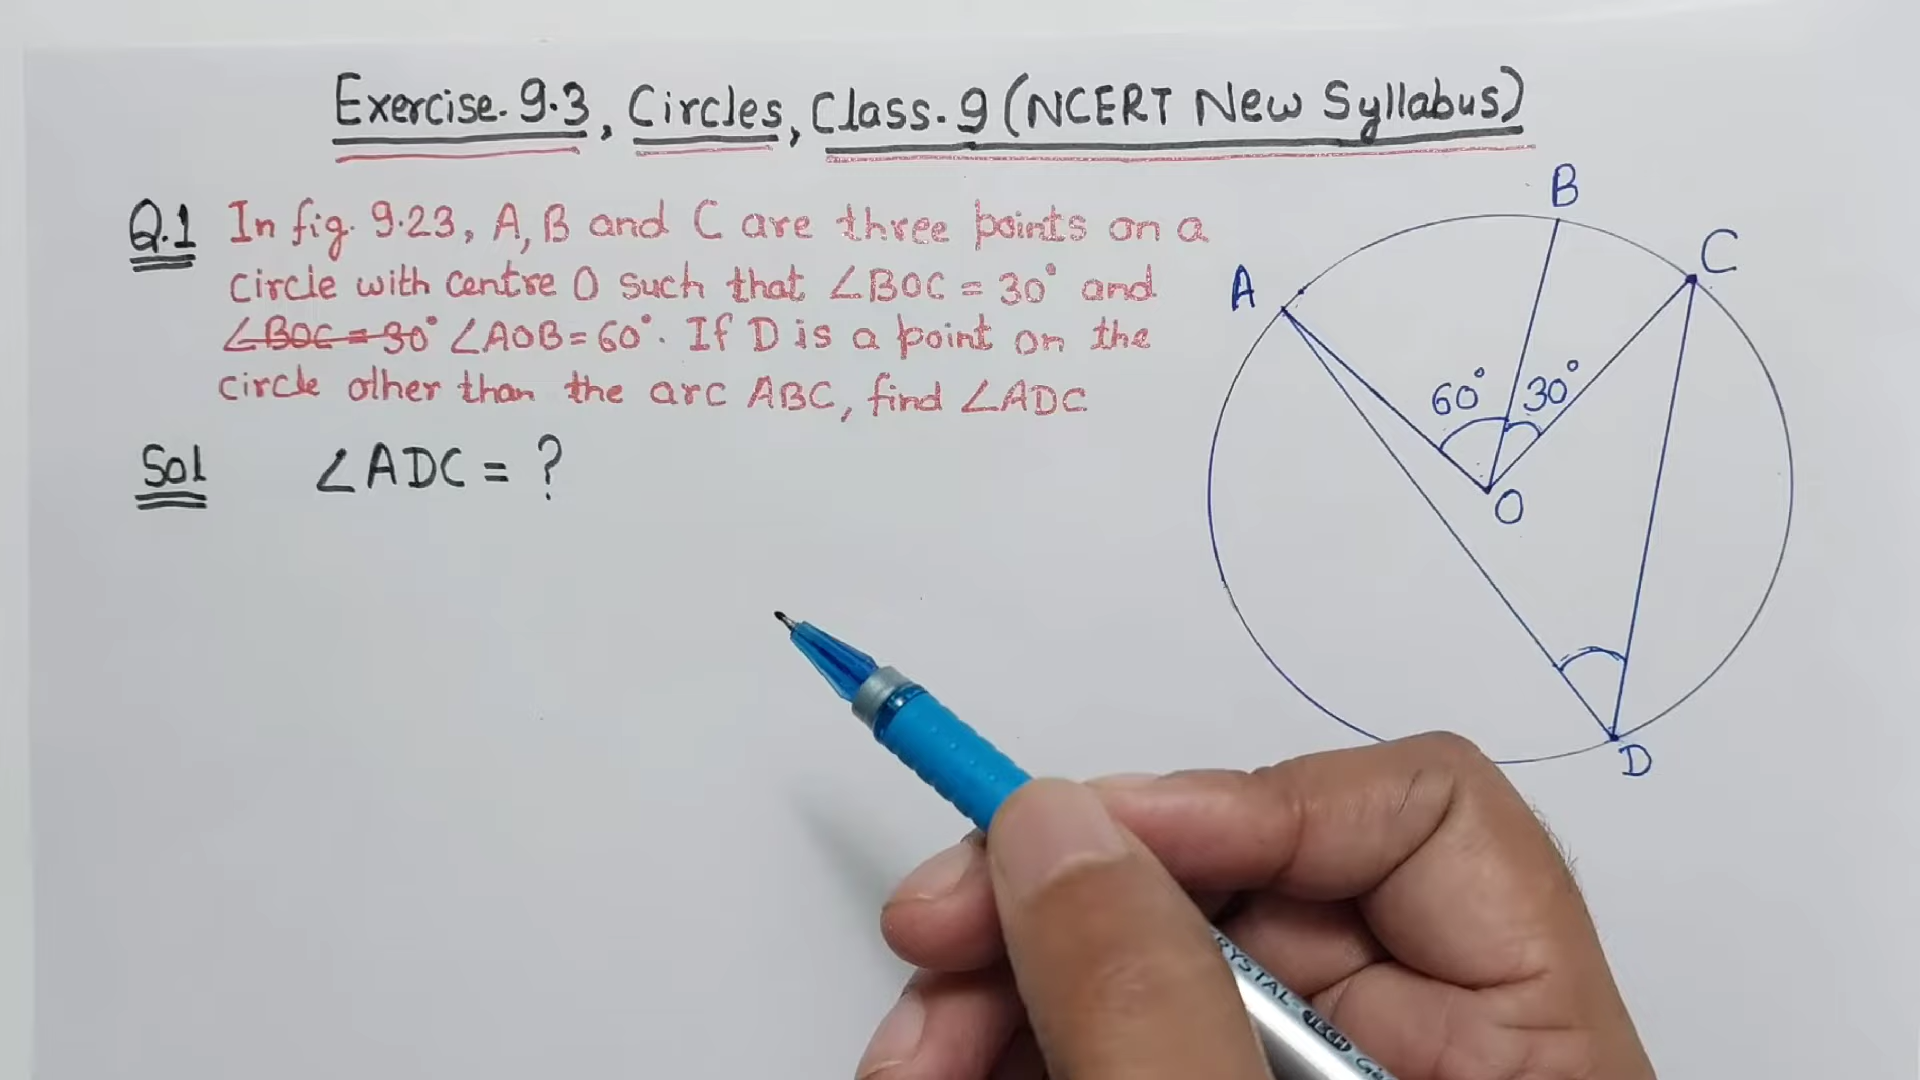 Exercise. 9.3, Circles, Class. 9 (NCERT New Syllabus)
Q.1 In fig. 9.23, A, B and C are three points on a
circle with centre O such that ∠BOC = 30° and
∠BOC = 30° ∠AOB = 60°. If D is a point on the
circle other than the arc ABC, find ∠ADC
Sol ∠ADC = ?
B
C
A
60° 30°
O
D
CRYSTAL-TECH